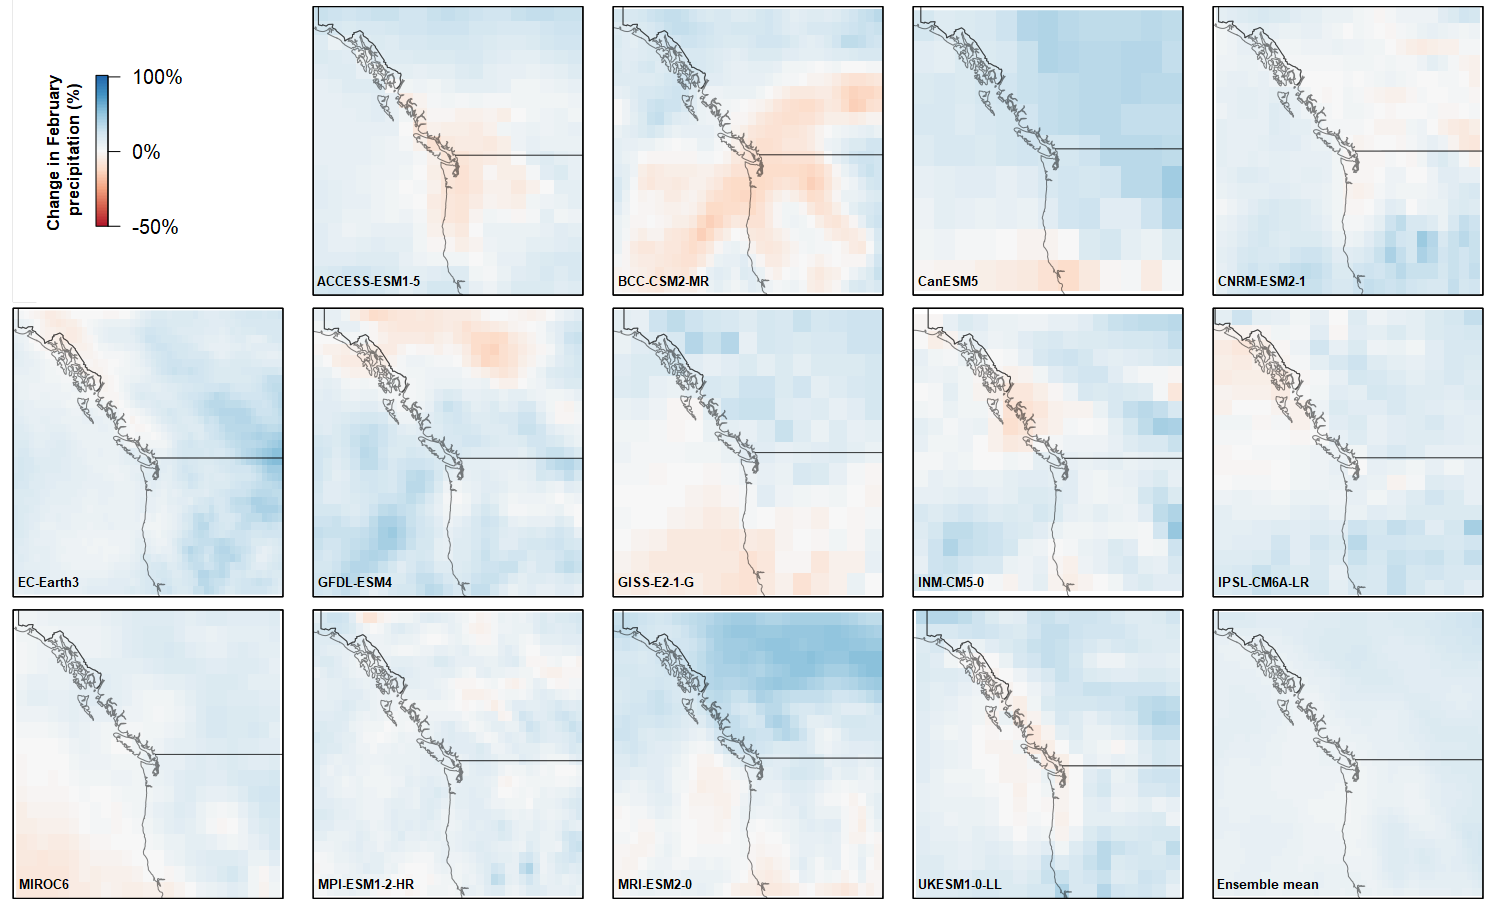 Change in February
precipitation (%)
100%
0%
-50%
ACCESS-ESM1-5
BCC-CSM2-MR
CanESM5
CNRM-ESM2-1
EC-Earth3
GFDL-ESM4
GISS-E2-1-G
INM-CM5-0
IPSL-CM6A-LR
MIROC6
MPI-ESM1-2-HR
MRI-ESM2-0
UKESM1-0-LL
Ensemble mean